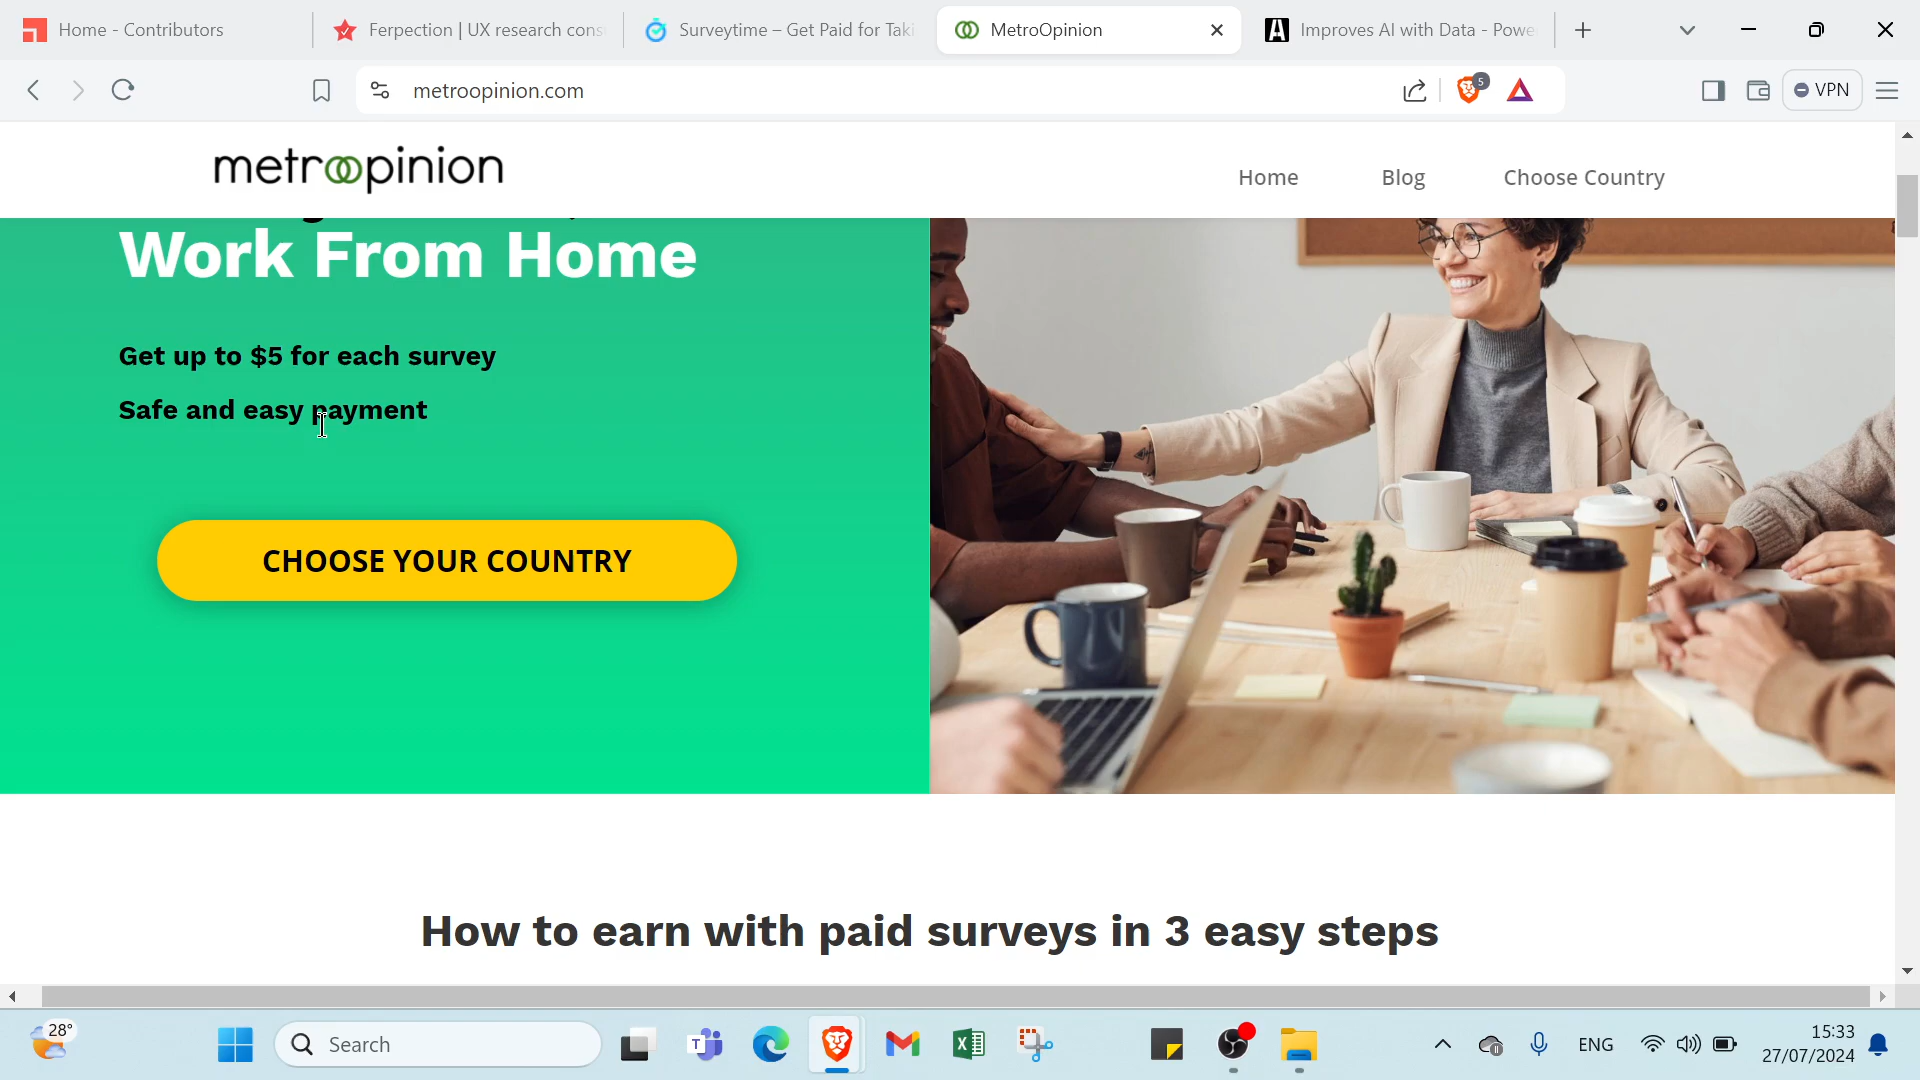 Home - Contributors
Ferpection | UX research cons
Surveytime – Get Paid for Taki
MetroOpinion
Improves AI with Data - Powe
metroopinion.com
5
VPN
metroopinion
Home
Blog
Choose Country
Work From Home
Get up to $5 for each survey
Safe and easy payment
CHOOSE YOUR COUNTRY
How to earn with paid surveys in 3 easy steps
28°
Search
ENG
15:33
27/07/2024